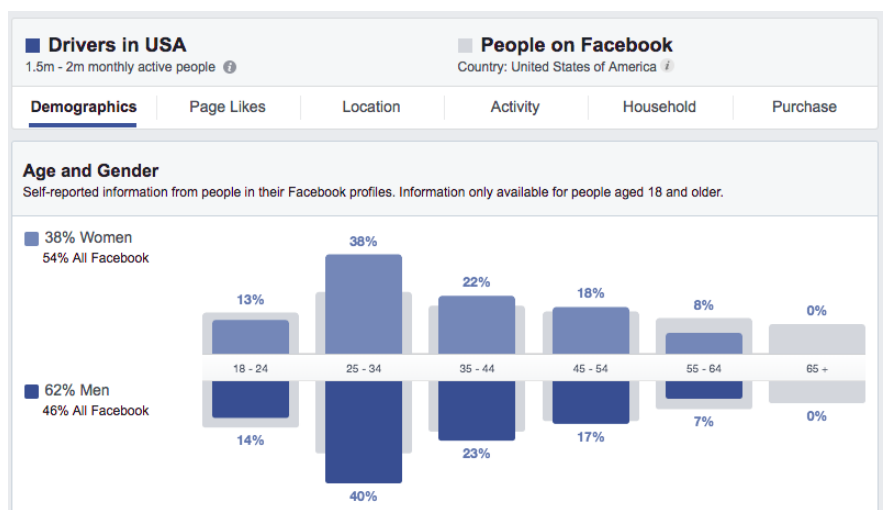 Drivers in USA
1.5m - 2m monthly active people
People on Facebook
Country: United States of America
Demographics
Page Likes
Location
Activity
Household
Purchase
Age and Gender
Self-reported information from people in their Facebook profiles. Information only available for people aged 18 and older.
38% Women
54% All Facebook
13%
38%
22%
18%
8%
0%
18 - 24
25 - 34
35 - 44
45 - 54
55 - 64
65 +
62% Men
46% All Facebook
14%
40%
23%
17%
7%
0%